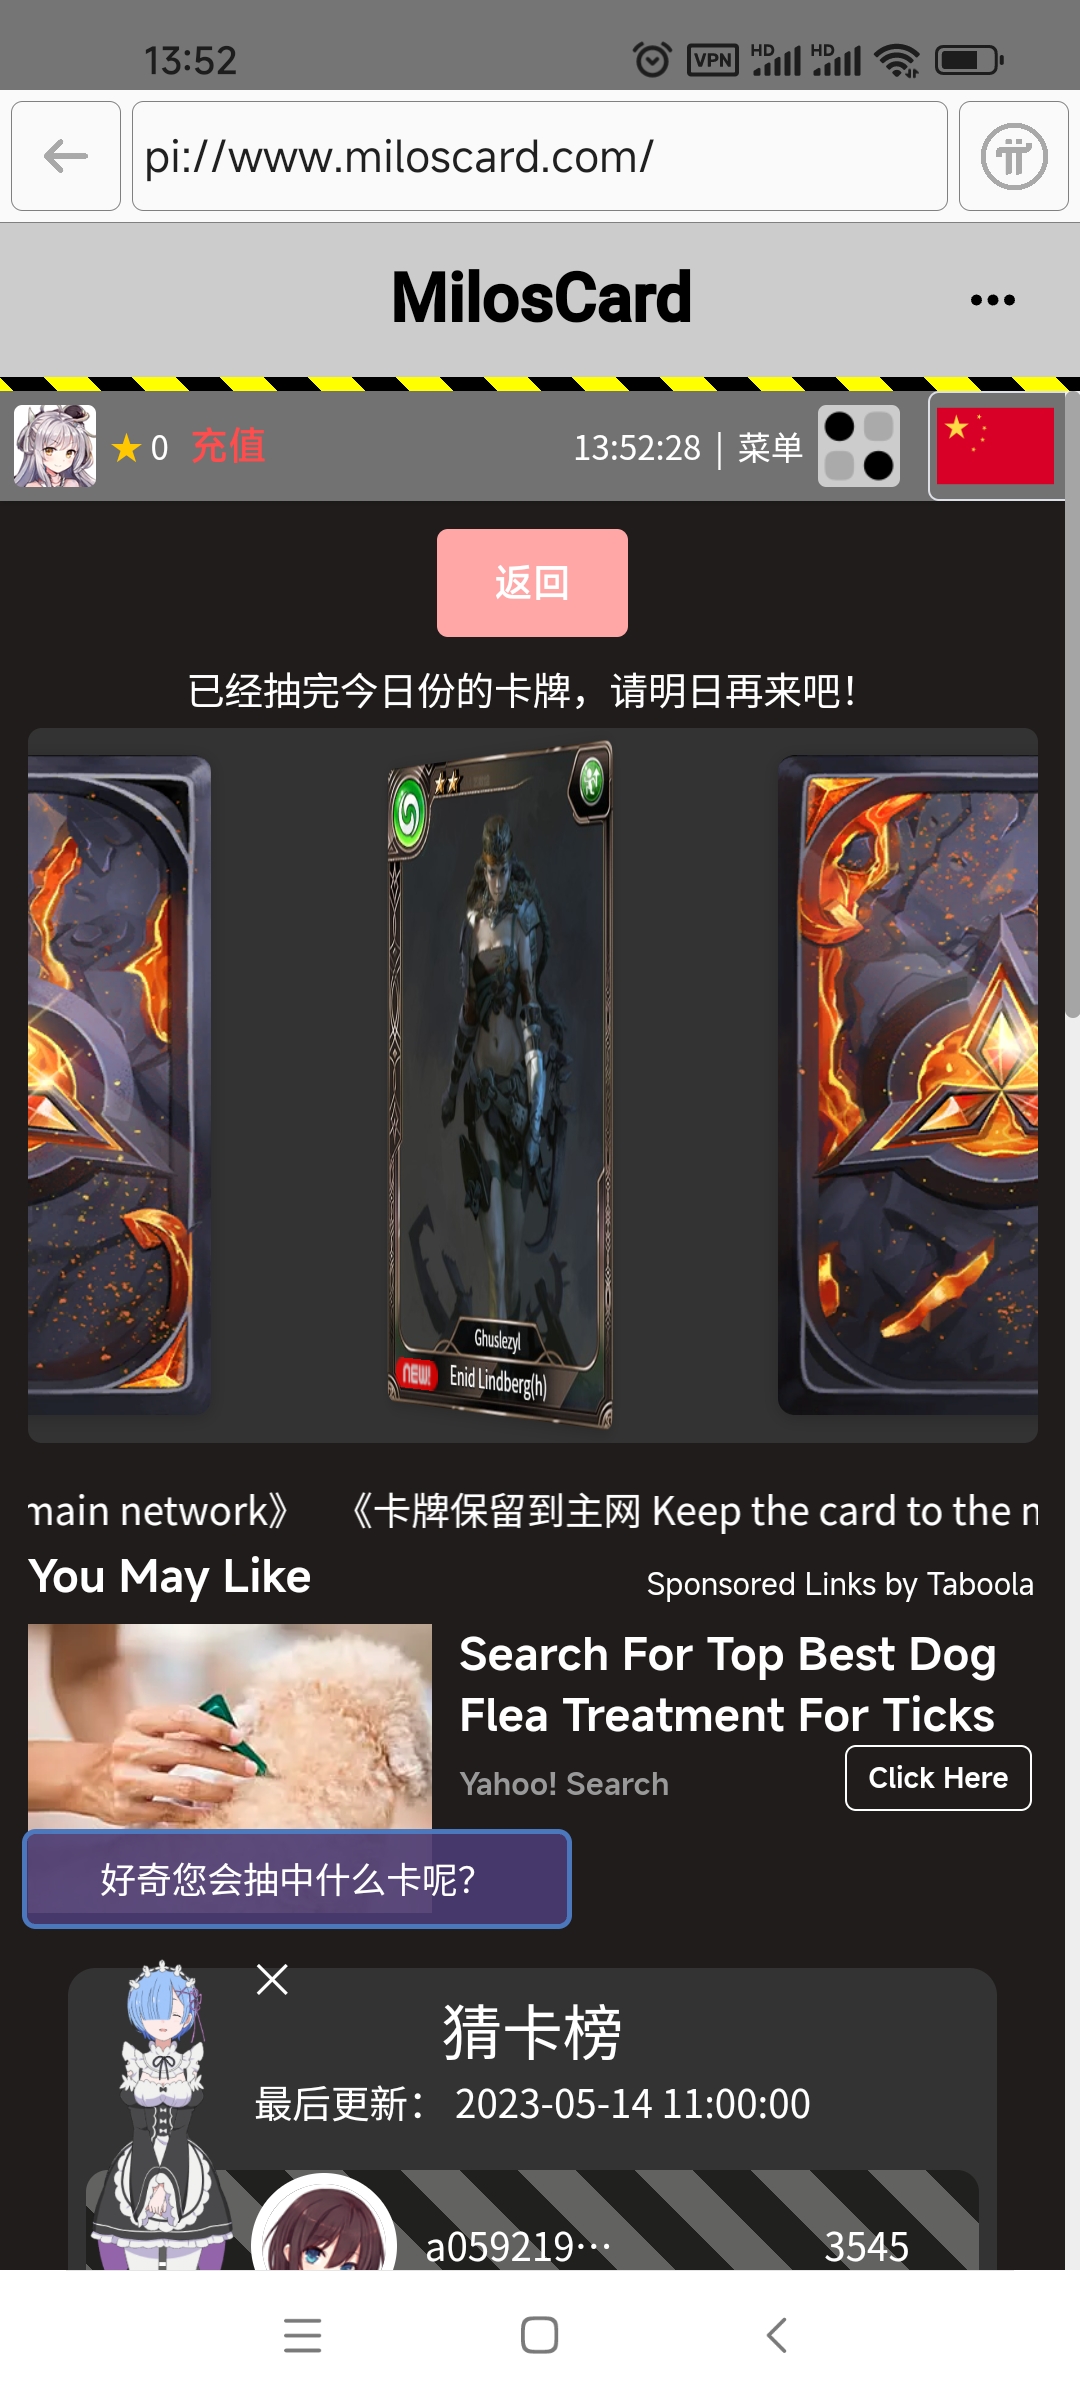 13:52
VPN HD HD
pi://www.miloscard.com/
MilosCard
0 充值
13:52:28 | 菜单
返回
已经抽完今日份的卡牌，请明日再来吧！
Ghuslezyl
NEW! Enid Lindberg(h)
main network》 《卡牌保留到主网 Keep the card to the n
You May Like
Sponsored Links by Taboola
Search For Top Best Dog
Flea Treatment For Ticks
Yahoo! Search
Click Here
好奇您会抽中什么卡呢？
猜卡榜
最后更新： 2023-05-14 11:00:00
a059219··· 3545